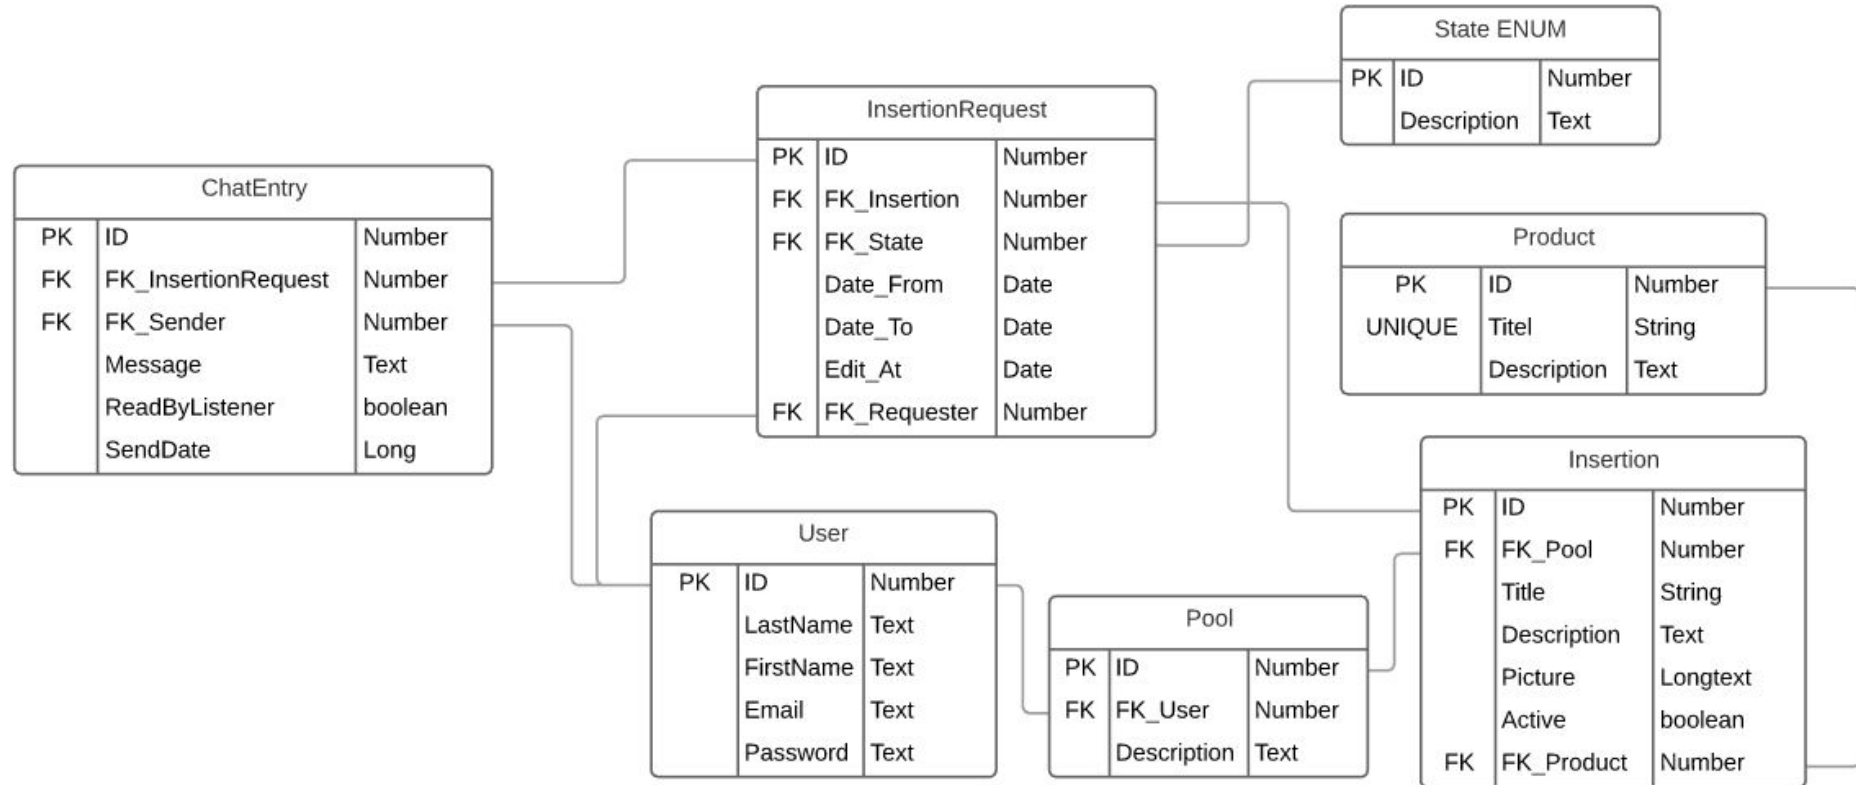 State ENUM
PK ID Number
Description Text
InsertionRequest
PK ID Number
FK FK_Insertion Number
FK FK_State Number
Date_From Date
Date_To Date
Edit_At Date
FK FK_Requester Number
ChatEntry
PK ID Number
FK FK_InsertionRequest Number
FK FK_Sender Number
Message Text
ReadByListener boolean
SendDate Long
Product
PK ID Number
UNIQUE Titel String
Description Text
Insertion
PK ID Number
FK FK_Pool Number
Title String
Description Text
Picture Longtext
Active boolean
FK FK_Product Number
User
PK ID Number
LastName Text
FirstName Text
Email Text
Password Text
Pool
PK ID Number
FK FK_User Number
Description Text